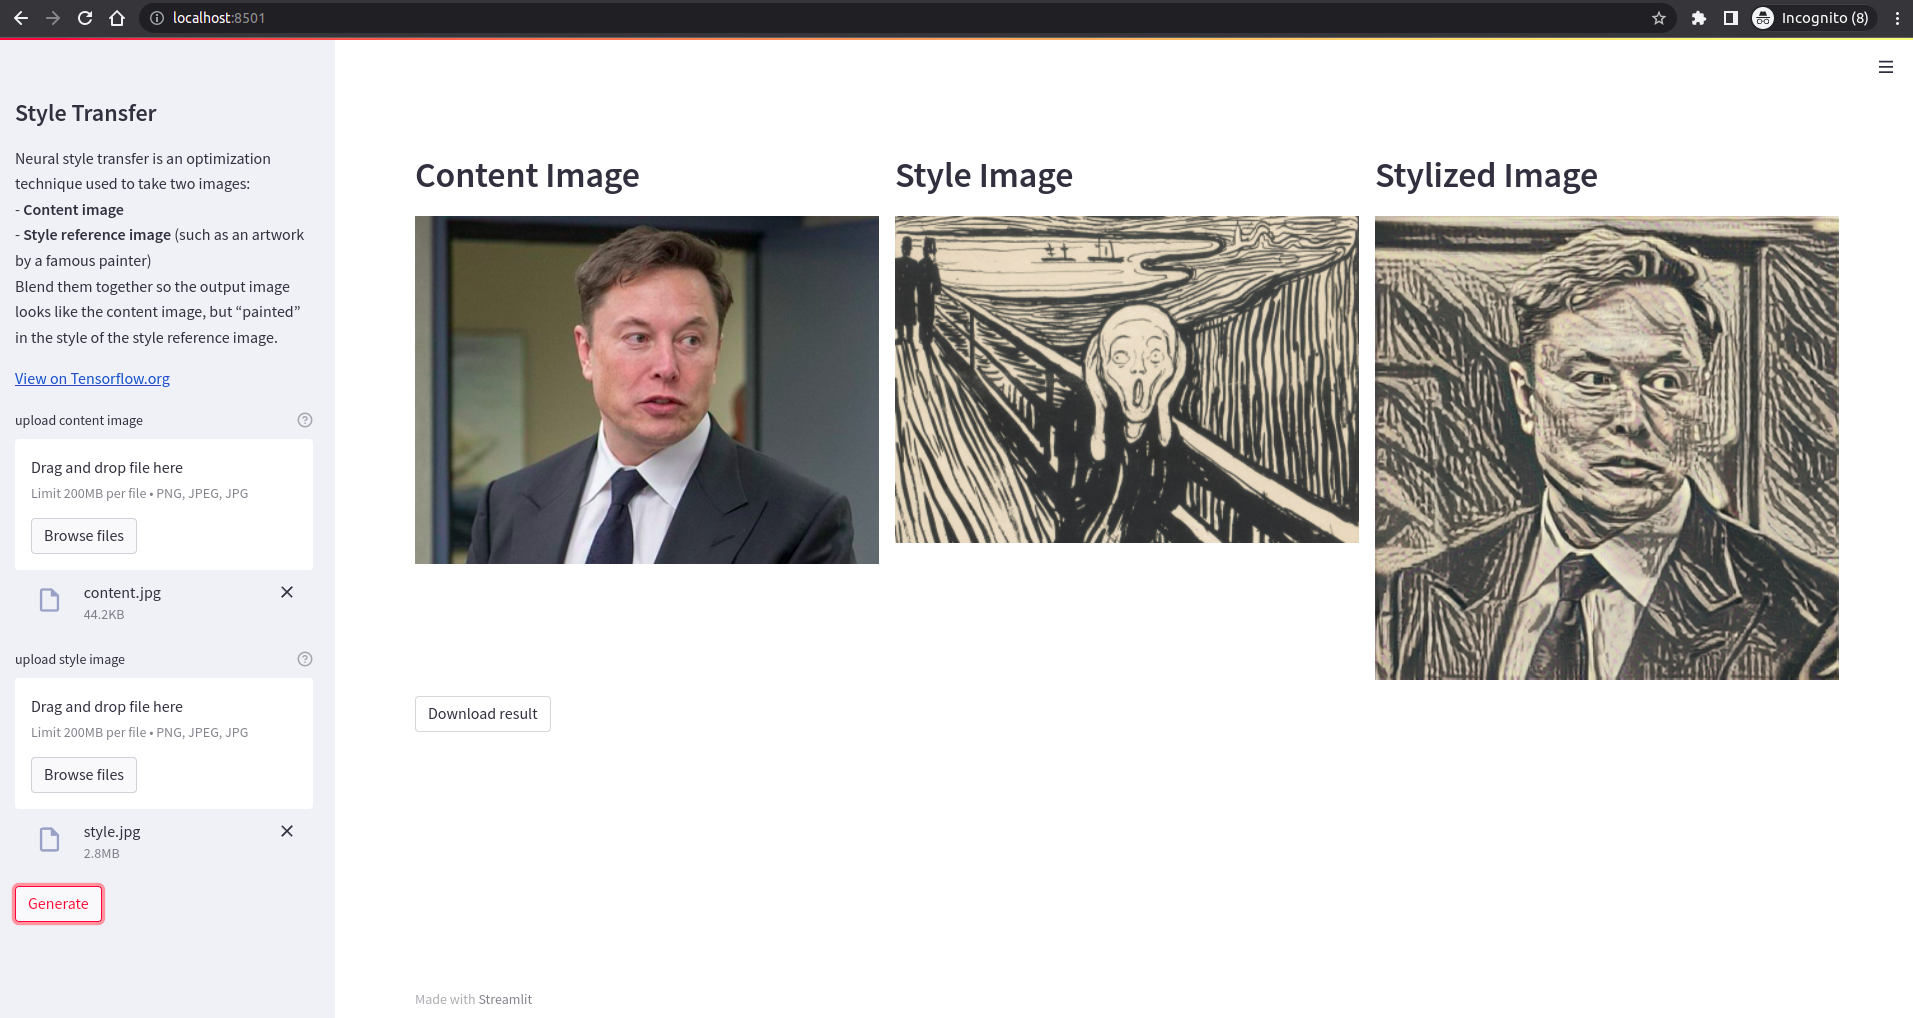 localhost:8501
Incognito (8)
Style Transfer
Neural style transfer is an optimization
technique used to take two images:
- Content image
- Style reference image (such as an artwork
by a famous painter)
Blend them together so the output image
looks like the content image, but “painted”
in the style of the style reference image.
View on Tensorflow.org
upload content image
Drag and drop file here
Limit 200MB per file • PNG, JPEG, JPG
Browse files
content.jpg
44.2KB
upload style image
Drag and drop file here
Limit 200MB per file • PNG, JPEG, JPG
Browse files
style.jpg
2.8MB
Generate
Content Image
Style Image
Stylized Image
Download result
Made with Streamlit